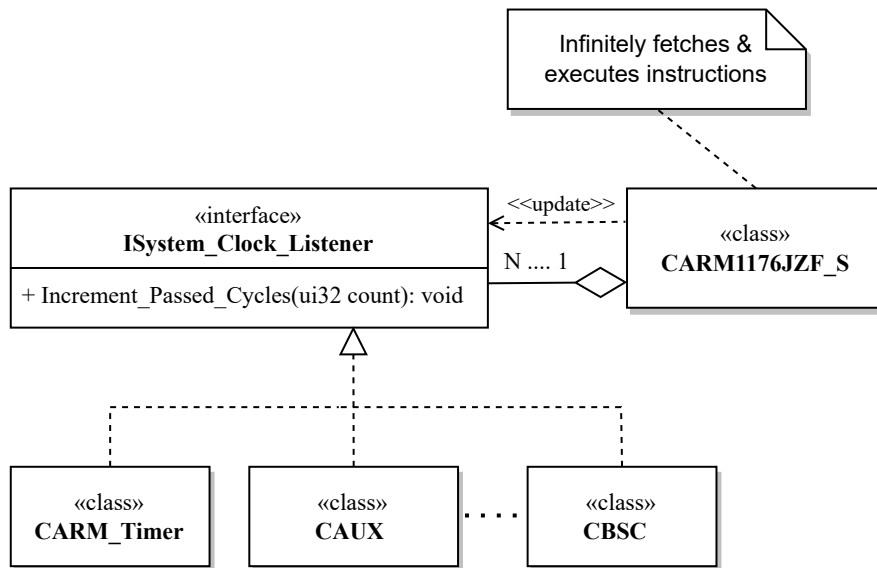 Infinitely fetches &
executes instructions
«interface»
ISystem_Clock_Listener
+ Increment_Passed_Cycles(ui32 count): void
<<update>>
N .... 1
«class»
CARM1176JZF_S
«class»
CARM_Timer
«class»
CAUX
«class»
CBSC